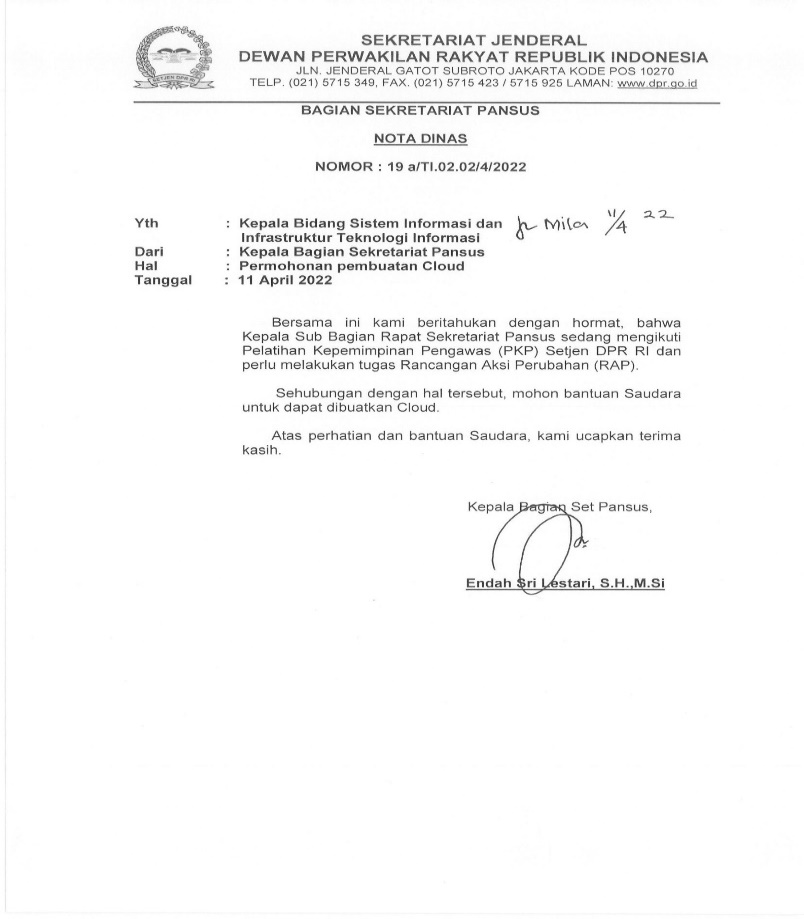 SEKRETARIAT JENDERAL
DEWAN PERWAKILAN RAKYAT REPUBLIK INDONESIA
JLN. JENDERAL GATOT SUBROTO JAKARTA KODE POS 10270
TELP. (021) 5715 349, FAX. (021) 5715 423 / 5715 925 LAMAN: www.dpr.go.id
SETJEN DPR RI
BAGIAN SEKRETARIAT PANSUS
NOTA DINAS
NOMOR : 19 a/TI.02.02/4/2022
Yth : Kepala Bidang Sistem Informasi dan
Infrastruktur Teknologi Informasi
Mila 11/4 22
Dari : Kepala Bagian Sekretariat Pansus
Hal : Permohonan pembuatan Cloud
Tanggal : 11 April 2022
Bersama ini kami beritahukan dengan hormat, bahwa
Kepala Sub Bagian Rapat Sekretariat Pansus sedang mengikuti
Pelatihan Kepemimpinan Pengawas (PKP) Setjen DPR RI dan
perlu melakukan tugas Rancangan Aksi Perubahan (RAP).
Sehubungan dengan hal tersebut, mohon bantuan Saudara
untuk dapat dibuatkan Cloud.
Atas perhatian dan bantuan Saudara, kami ucapkan terima
kasih.
Kepala Bagian Set Pansus,
Endah Sri Lestari, S.H.,M.Si